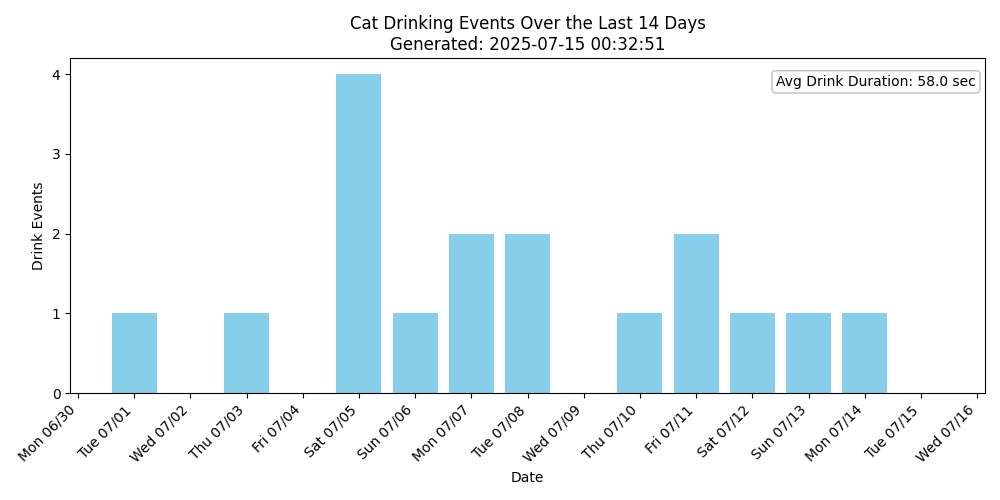 Cat Drinking Events Over the Last 14 Days
Generated: 2025-07-15 00:32:51
Avg Drink Duration: 58.0 sec
Drink Events
4
3
2
1
0
Mon 06/30
Tue 07/01
Wed 07/02
Thu 07/03
Fri 07/04
Sat 07/05
Sun 07/06
Mon 07/07
Tue 07/08
Wed 07/09
Thu 07/10
Fri 07/11
Sat 07/12
Sun 07/13
Mon 07/14
Tue 07/15
Wed 07/16
Date